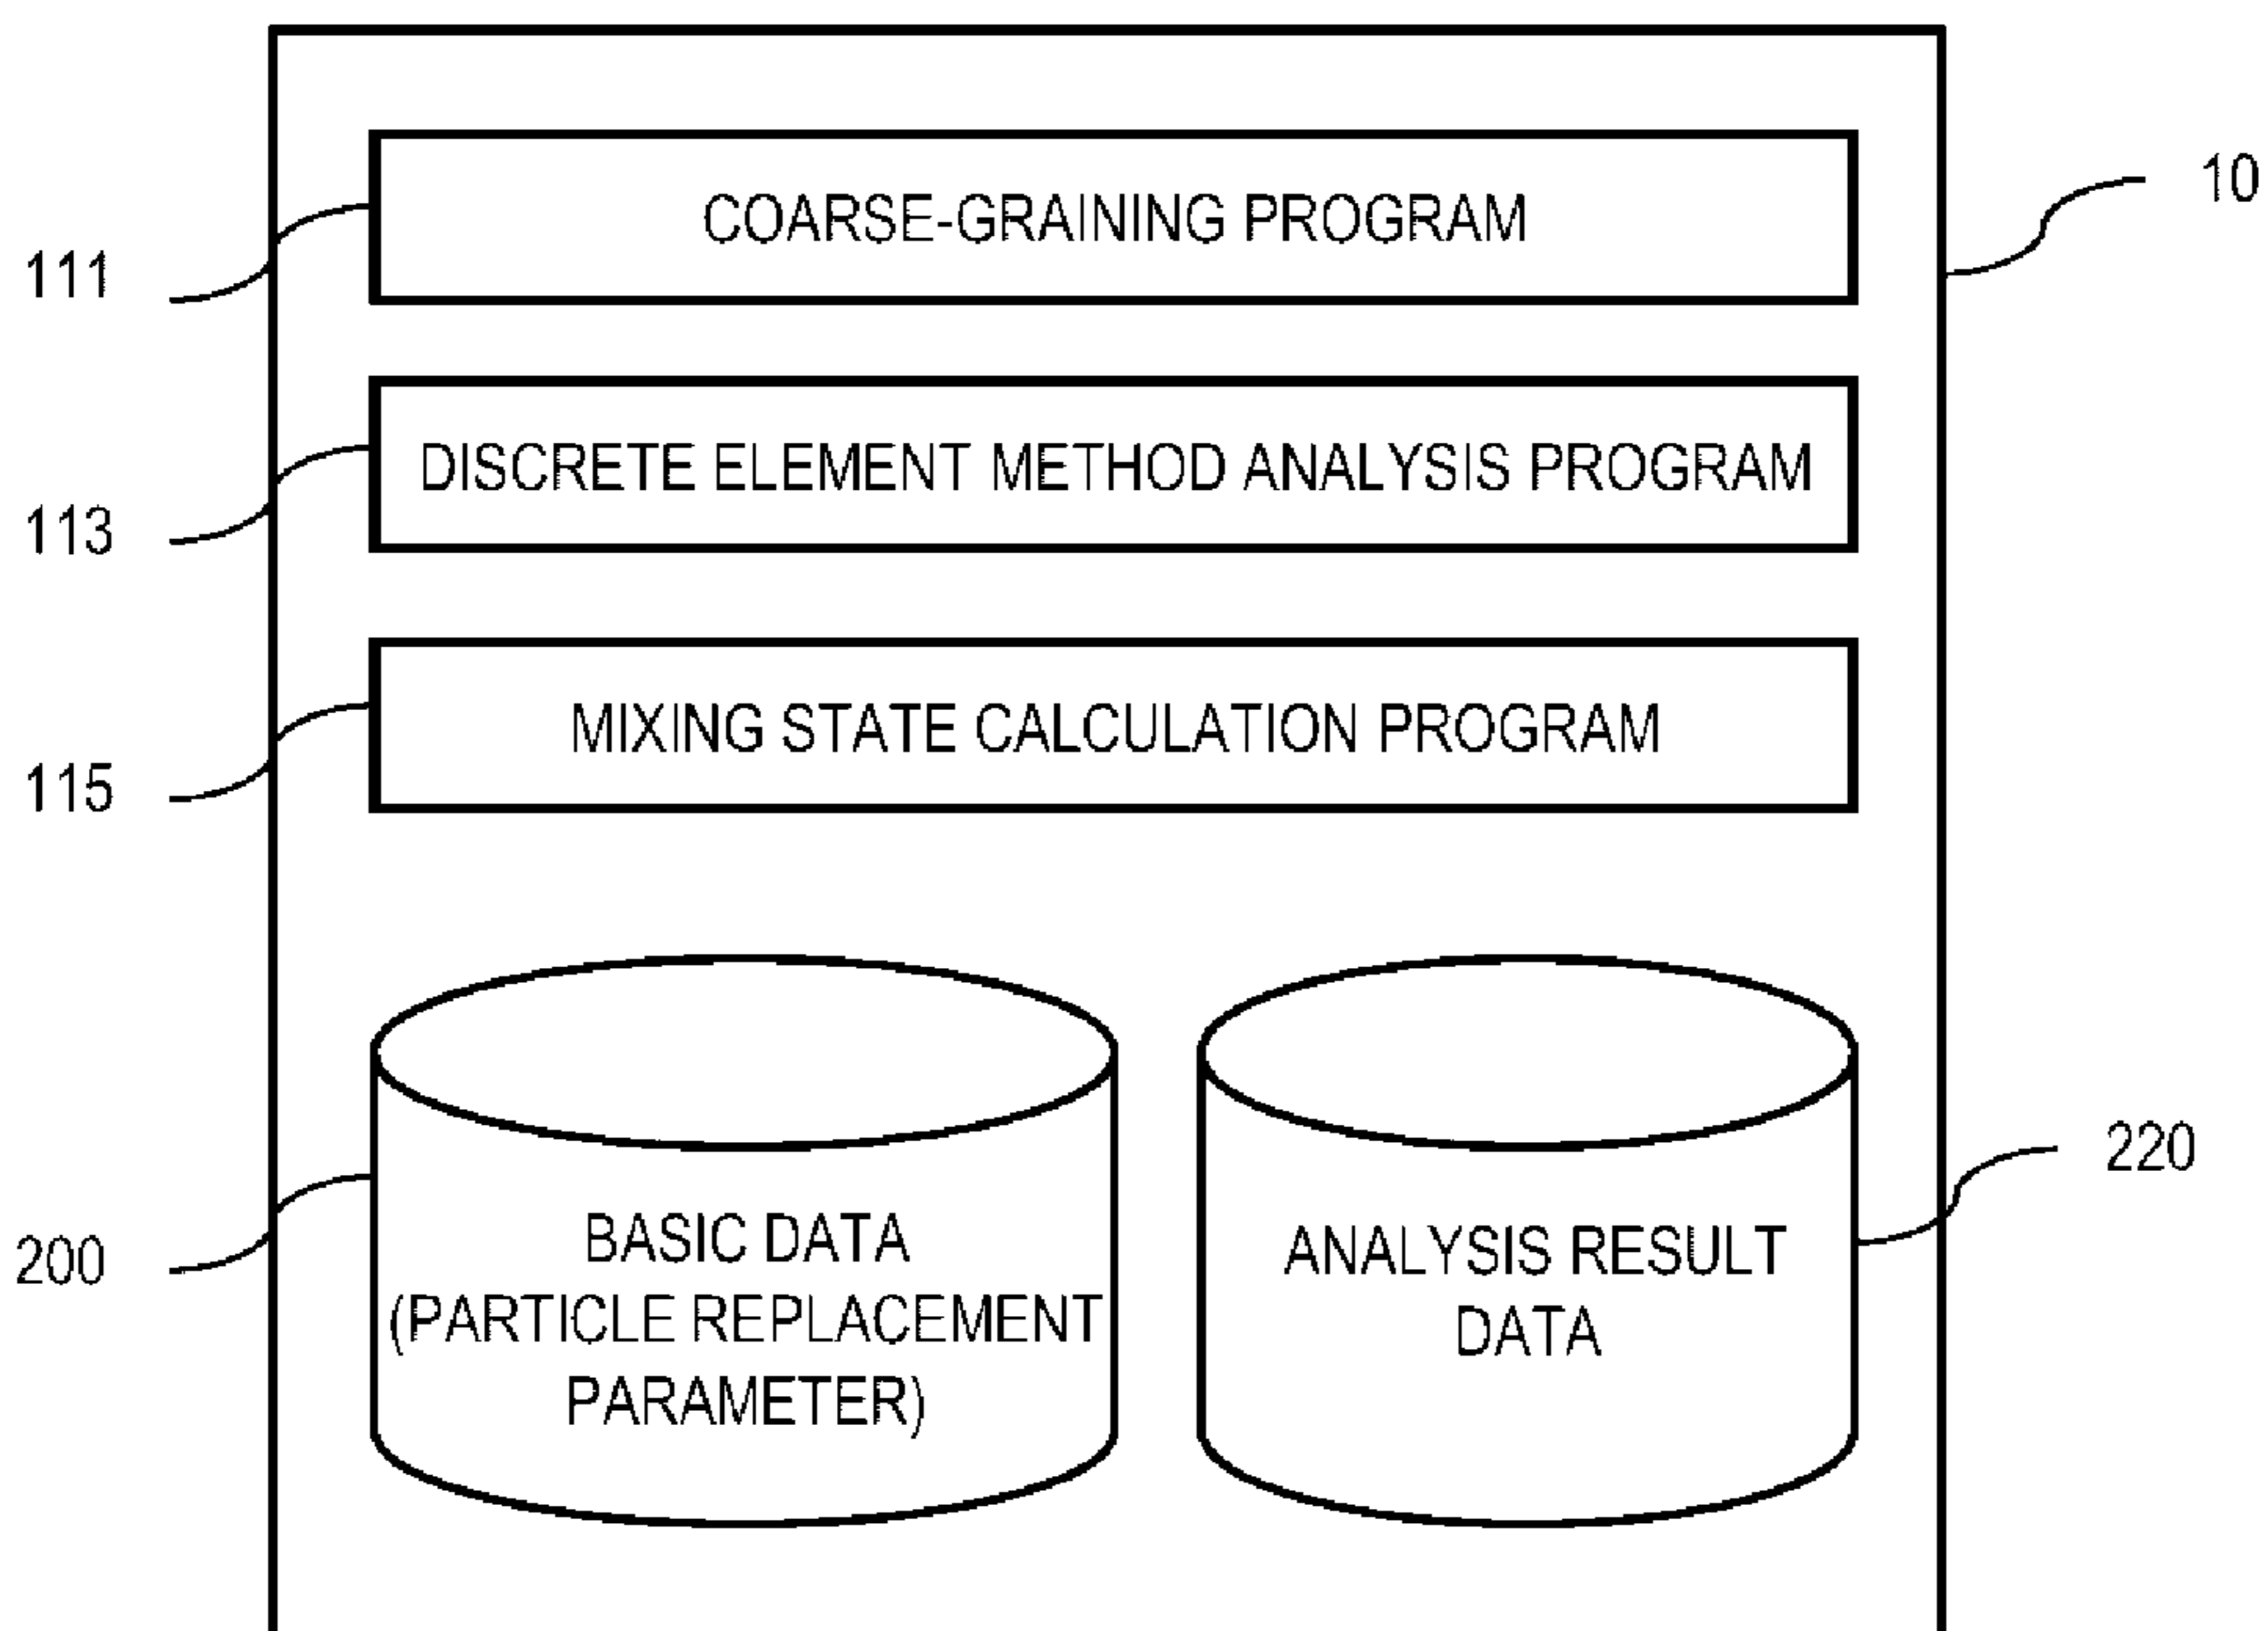 10
COARSE-GRAINING PROGRAM
111
DISCRETE ELEMENT METHOD ANALYSIS PROGRAM
113
MIXING STATE CALCULATION PROGRAM
115
220
200
BASIC DATA
(PARTICLE REPLACEMENT
PARAMETER)
ANALYSIS RESULT
DATA